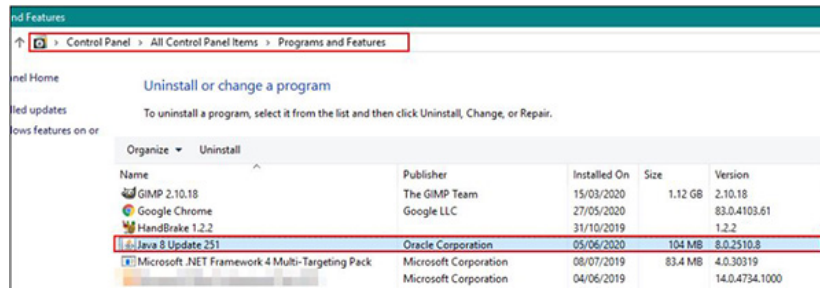 nd Features
Control Panel > All Control Panel Items > Programs and Features
nel Home
Uninstall or change a program
lled updates
To uninstall a program, select it from the list and then click Uninstall, Change, or Repair.
lows features on or
Organize Uninstall
Name Publisher Installed On Size Version
GIMP 2.10.18 The GIMP Team 15/03/2020 1.12 GB 2.10.18
Google Chrome Google LLC 27/05/2020 83.0.4103.61
HandBrake 1.2.2 31/10/2019 1.2.2
Java 8 Update 251 Oracle Corporation 05/06/2020 104 MB 8.0.2510.8
Microsoft .NET Framework 4 Multi-Targeting Pack Microsoft Corporation 08/07/2019 83.4 MB 4.0.30319
Microsoft Corporation 04/06/2019 14.0.4734.1000